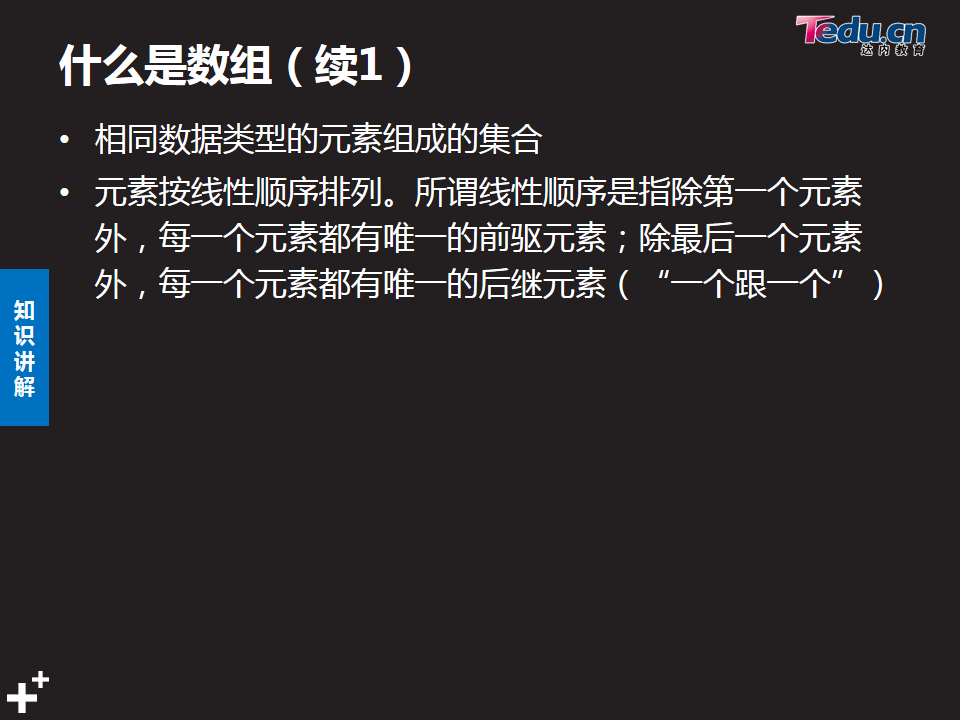 Tedu.cn
达内教育
什么是数组（续1）
• 相同数据类型的元素组成的集合
• 元素按线性顺序排列。所谓线性顺序是指除第一个元素
外，每一个元素都有唯一的前驱元素；除最后一个元素
外，每一个元素都有唯一的后继元素（“一个跟一个”）
知
识
讲
解